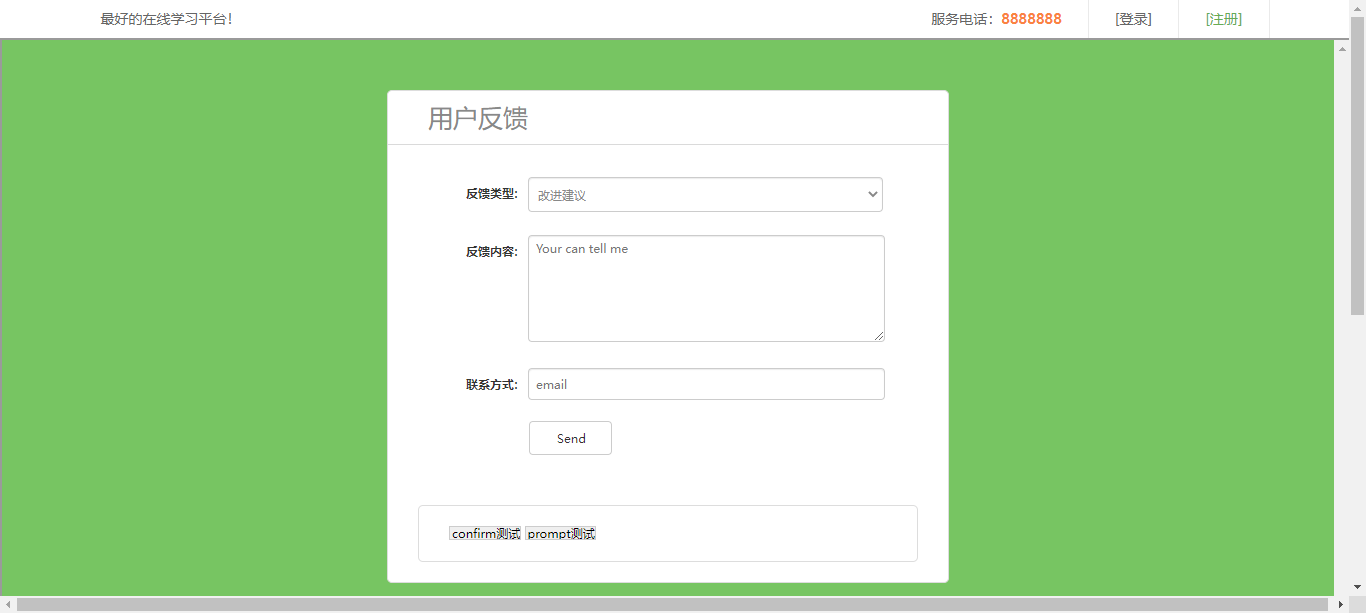 最好的在线学习平台!
服务电话：8888888 [登录] [注册]
用户反馈
反馈类型:
改进建议
反馈内容:
Your can tell me
联系方式:
email
Send
confirm测试 prompt测试